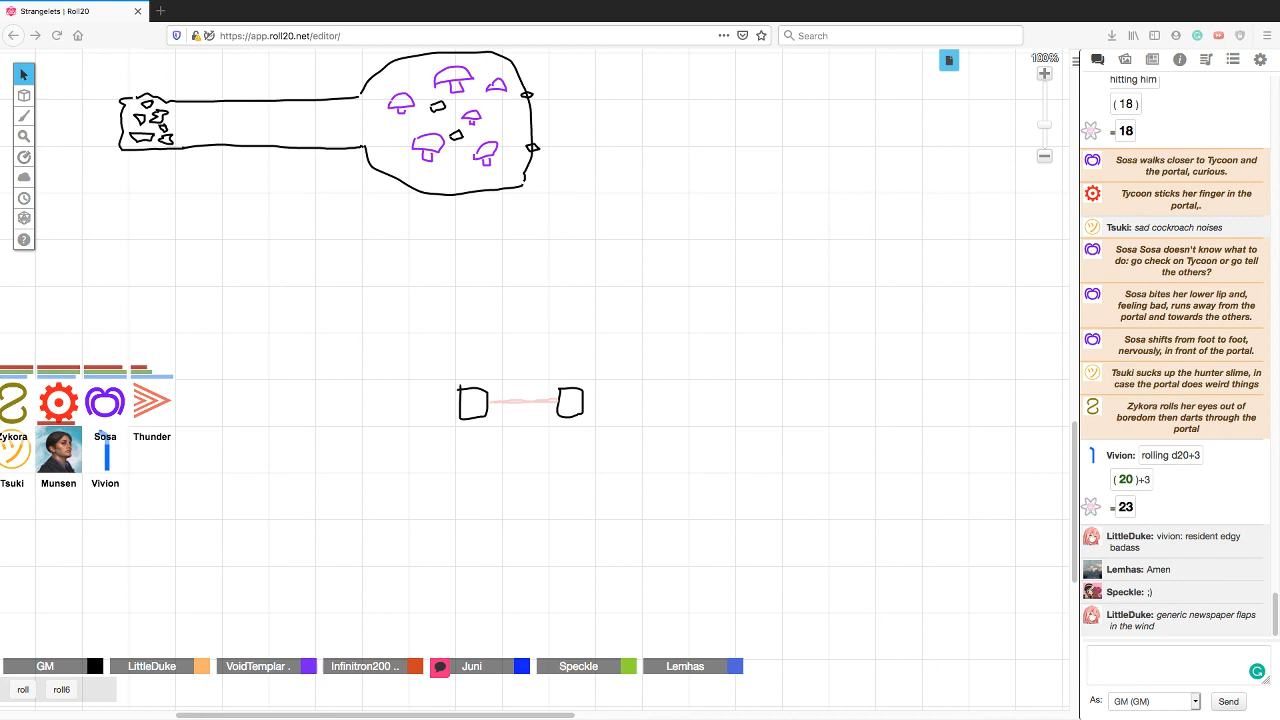 Strangelets | Roll20
https://app.roll20.net/editor/
Search
100%
hitting him
( 18 )
= 18
Sosa walks closer to Tycoon and
the portal, curious.
Tycoon sticks her finger in the
portal,.
Tsuki: sad cockroach noises
Sosa Sosa doesn't know what to
do: go check on Tycoon or go tell
the others?
Sosa bites her lower lip and,
feeling bad, runs away from the
portal and towards the others.
Sosa shifts from foot to foot,
nervously, in front of the portal.
Tsuki sucks up the hunter slime, in
case the portal does weird things
Zykora rolls her eyes out of
boredom then darts through the
portal
Vivion: rolling d20+3
( 20 )+3
= 23
LittleDuke: vivion: resident edgy
badass
Lemhas: Amen
Speckle: ;)
LittleDuke: generic newspaper flaps
in the wind
As: GM (GM) Send
Zykora Sosa Thunder
Tsuki Munsen Vivion
GM LittleDuke VoidTemplar . Infinitron200 .. Juni Speckle Lemhas
roll roll6